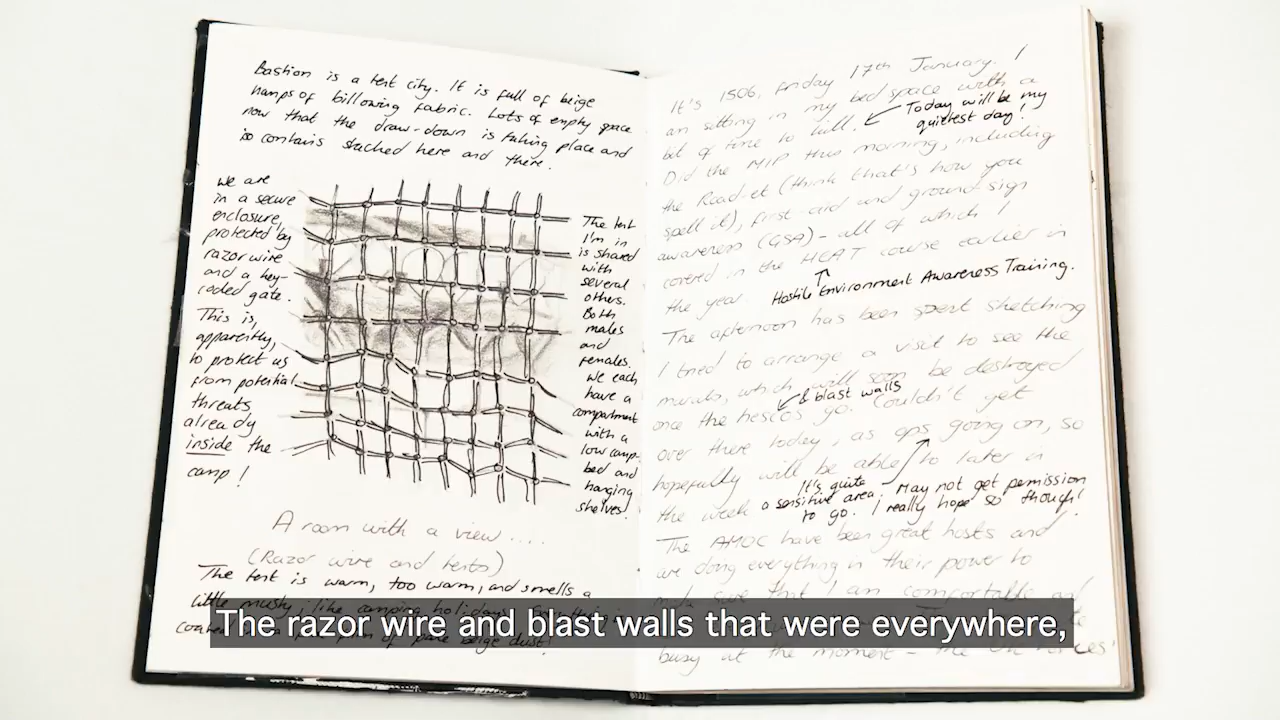 Bastion is a tent city. It is full of beige
humps of billowing fabric. Lots of empty space
now that the draw-down is taking place and
iso contains stacked here and there.
we are
in a secure
enclosure,
protected by
razor wire
and a key-
coded gate.
This is,
apparently,
to protect us
from potential
threats
already
inside the
camp!
The tent
I'm in
is shared
with
several
others.
Both
males
and
females.
we each
have a
compartment
with a
low camp-
bed and
hanging
shelves!
A room with a view....
(Razor wire and tents)
The tent is warm, too warm, and smells a
little musty, like camping holidays.
of pale beige dust!
It's 1506, Friday 17th January. I
am sitting in my bed space with a
bit of time to kill.
Today will be my
quietest day!
Did the MIP this morning, including
the Road-et (think that's how you
spell it), first-aid and ground sign
awareness (GSA) - all of which I
covered in the HEAT course earlier in
the year.
Hostile Environment Awareness Training.
The afternoon has been spent sketching
I tried to arrange a visit to see the
murals, which will soon be destroyed
& blast walls
once the hescos go. Couldn't get
over there today, as ops going on, so
hopefully will be able to later in
the week
It's quite
a sensitive area. May not get permission
to go. I really hope so though!
The AMOC have been great hosts and
are doing everything in their power to
make sure that I am comfortable and
busy at the moment - the UK forces'
The razor wire and blast walls that were everywhere,